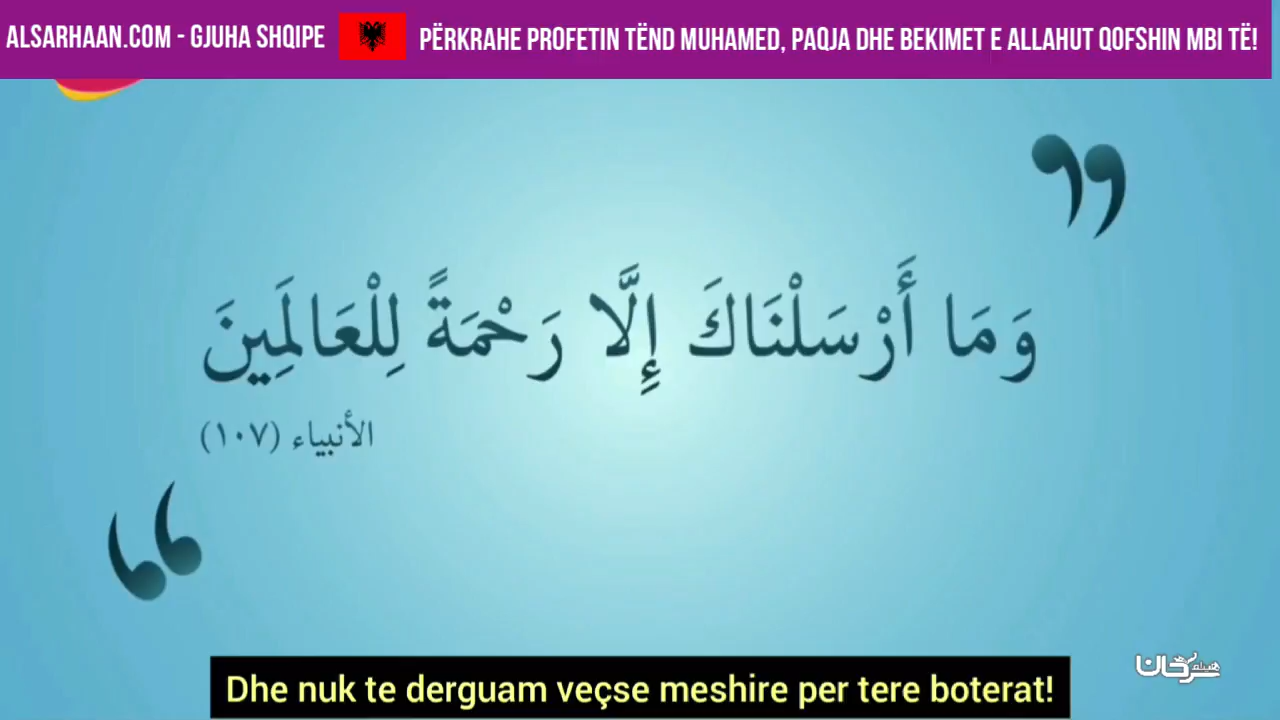 ALSARHAAN.COM - GJUHA SHQIPE PËRKRAHE PROFETIN TËND MUHAMED, PAQJA DHE BEKIMET E ALLAHUT QOFSHIN MBI TË!
وَمَا أَرْسَلْنَاكَ إِلَّا رَحْمَةً لِلْعَالَمِينَ
الأنبياء (١٠٧)
Dhe nuk te derguam veçse meshire per tere boterat!